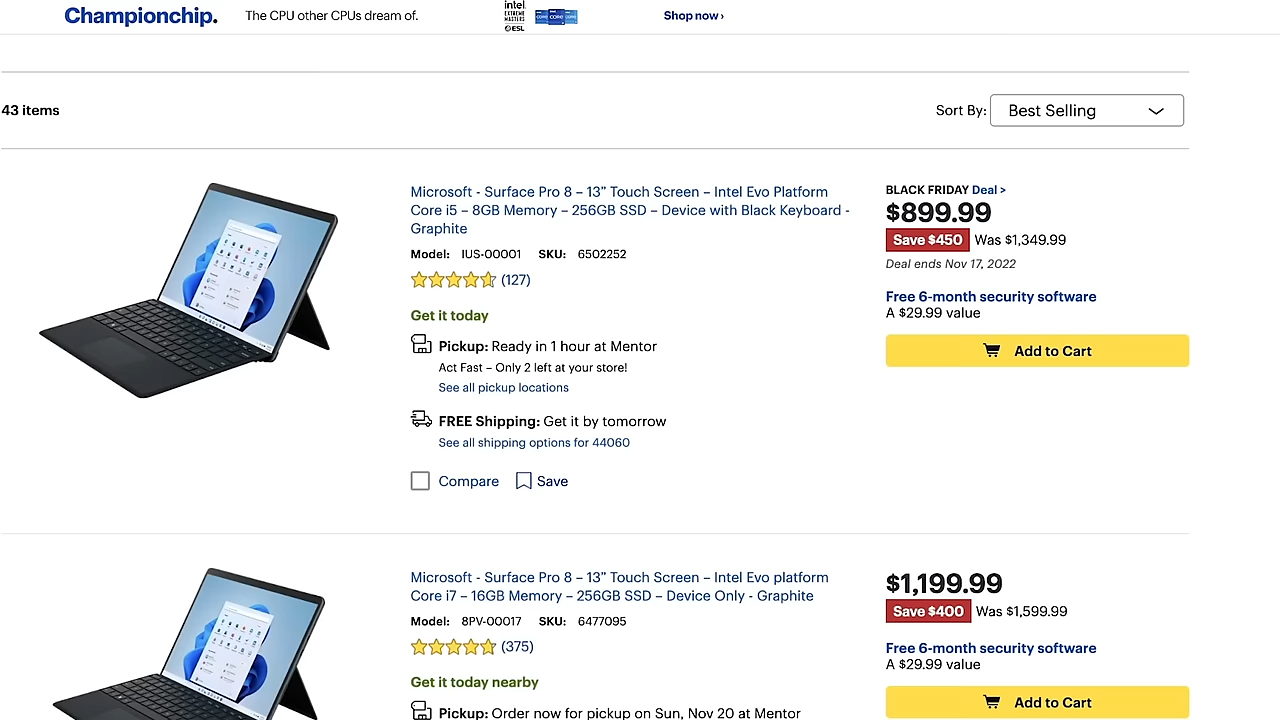 Championchip.
The CPU other CPUs dream of.
intel
EXTREME
MASTERS
ESL
CORE CORE CORE
Shop now ›
43 items
Sort By: Best Selling
Microsoft - Surface Pro 8 – 13” Touch Screen – Intel Evo Platform
Core i5 – 8GB Memory – 256GB SSD – Device with Black Keyboard -
Graphite
Model: IUS-00001 SKU: 6502252
(127)
Get it today
Pickup: Ready in 1 hour at Mentor
Act Fast – Only 2 left at your store!
See all pickup locations
FREE Shipping: Get it by tomorrow
See all shipping options for 44060
Compare Save
BLACK FRIDAY Deal >
$899.99
Save $450 Was $1,349.99
Deal ends Nov 17, 2022
Free 6-month security software
A $29.99 value
Add to Cart
Microsoft - Surface Pro 8 – 13” Touch Screen – Intel Evo platform
Core i7 – 16GB Memory – 256GB SSD – Device Only - Graphite
Model: 8PV-00017 SKU: 6477095
(375)
Get it today nearby
Pickup: Order now for pickup on Sun, Nov 20 at Mentor
$1,199.99
Save $400 Was $1,599.99
Free 6-month security software
A $29.99 value
Add to Cart